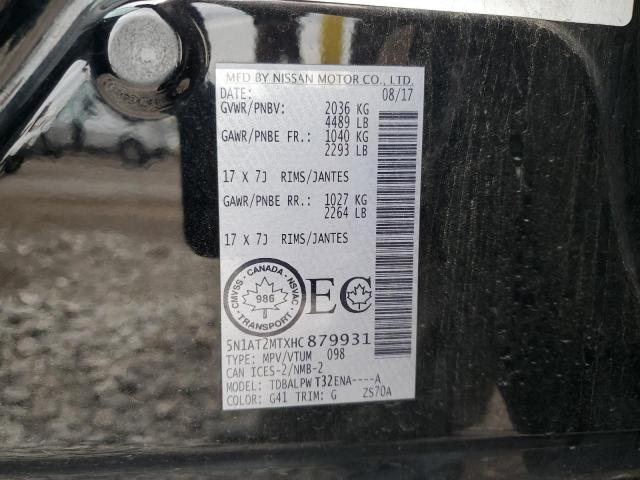 MFD BY NISSAN MOTOR CO., LTD.
DATE: 08/17
GVWR/PNBV: 2036 KG
4489 LB
GAWR/PNBE FR.: 1040 KG
2293 LB
17 X 7J RIMS/JANTES
GAWR/PNBE RR.: 1027 KG
2264 LB
17 X 7J RIMS/JANTES
CMVSS · CANADA · NSVAC
986
TRANSPORT
EC
5N1AT2MTXHC879931
TYPE: MPV/VTUM 098
CAN ICES-2/NMB-2
MODEL: TDBALPW T32ENA----A
COLOR: G41 TRIM: G 2S70A